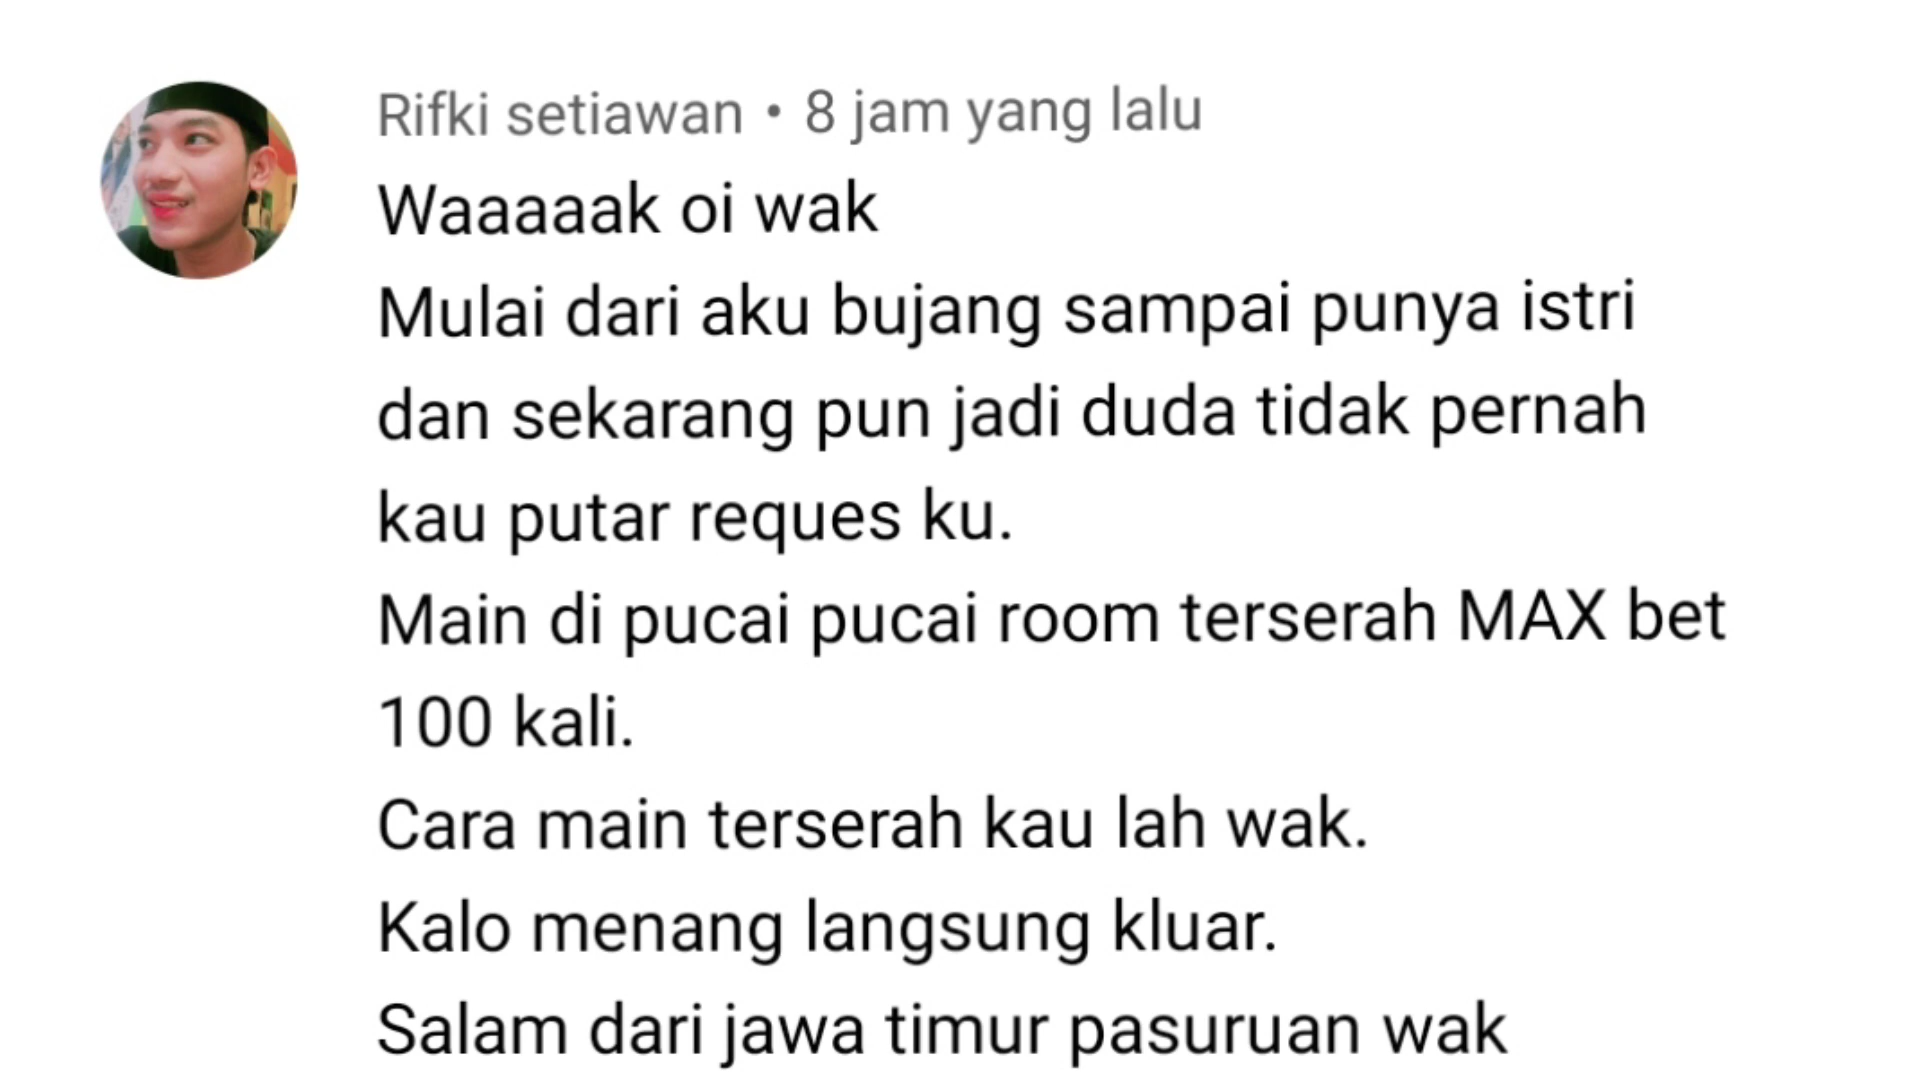 Rifki setiawan • 8 jam yang lalu
Waaaaak oi wak
Mulai dari aku bujang sampai punya istri
dan sekarang pun jadi duda tidak pernah
kau putar reques ku.
Main di pucai pucai room terserah MAX bet
100 kali.
Cara main terserah kau lah wak.
Kalo menang langsung kluar.
Salam dari jawa timur pasuruan wak